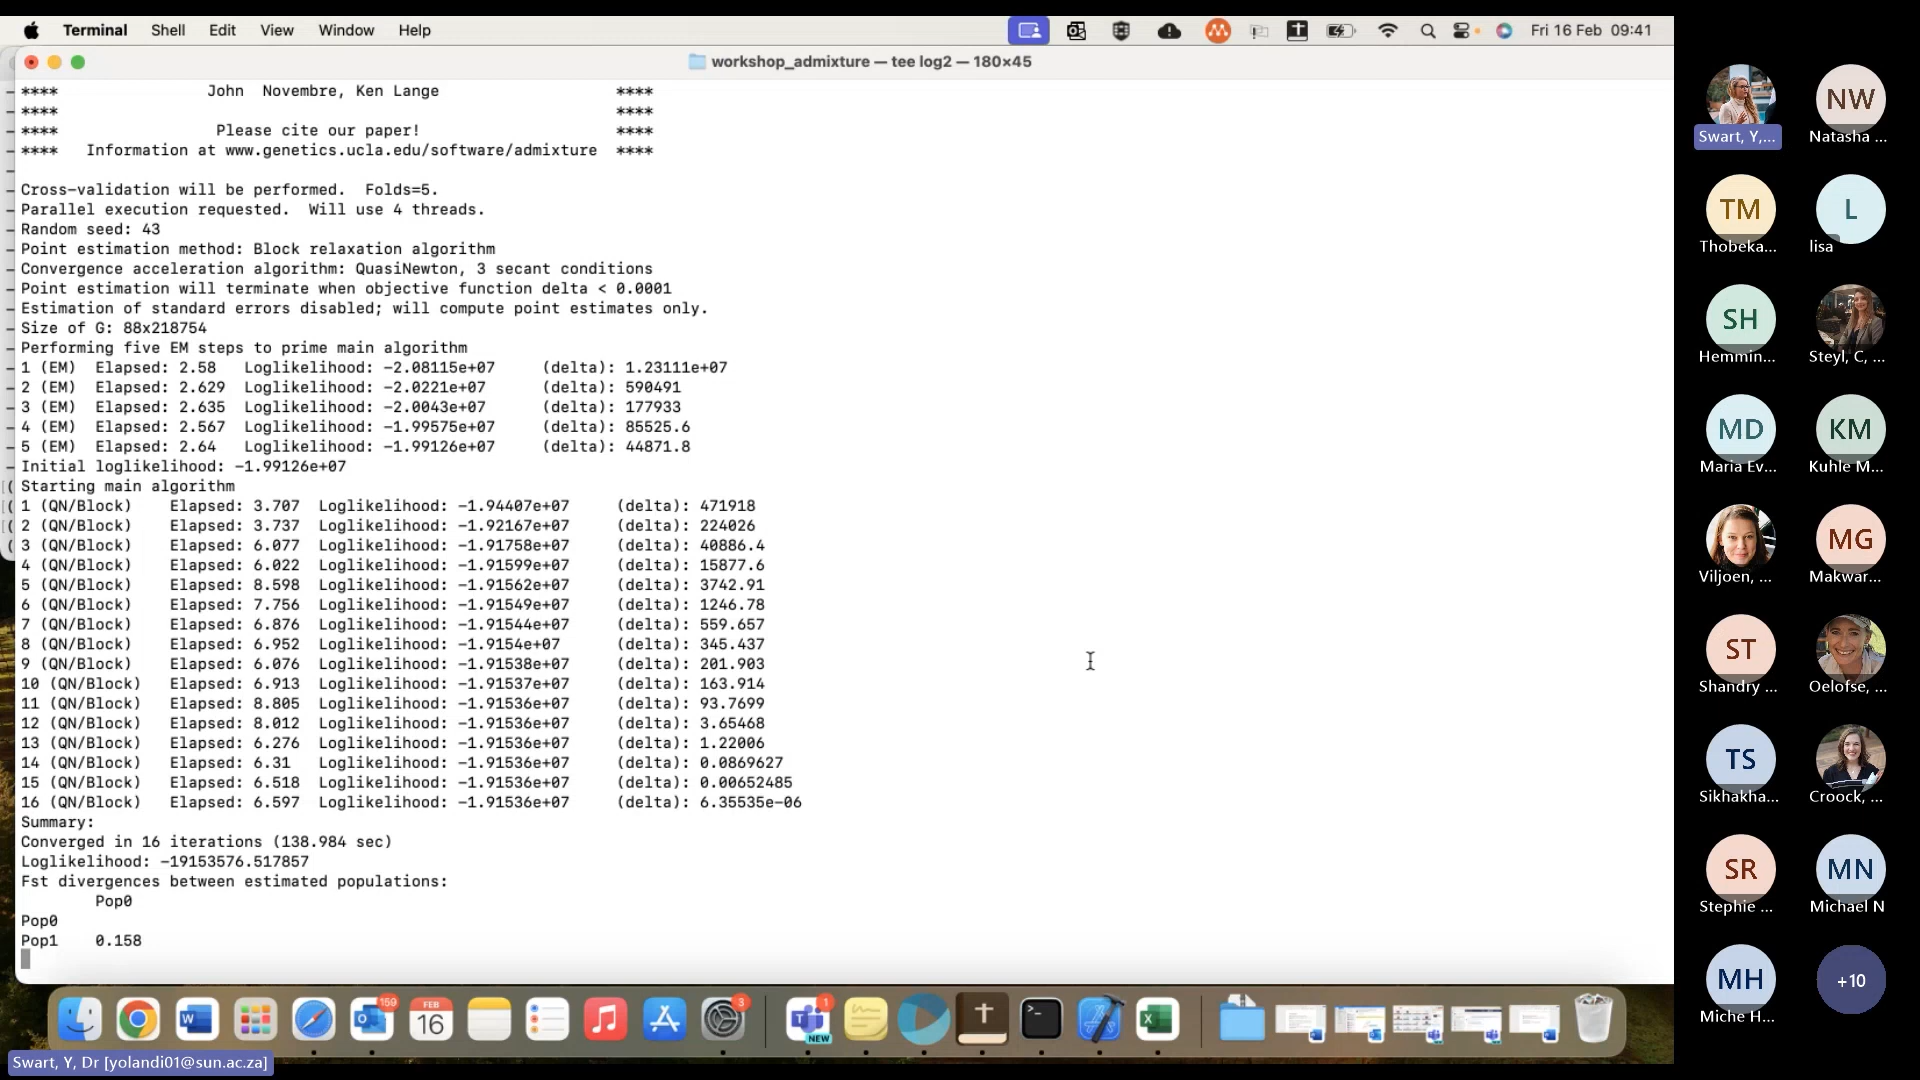 Terminal Shell Edit View Window Help Fri 16 Feb 09:41
workshop_admixture — tee log2 — 180×45
**** John Novembre, Ken Lange ****
**** ****
**** Please cite our paper! ****
**** Information at www.genetics.ucla.edu/software/admixture ****
Cross-validation will be performed. Folds=5.
Parallel execution requested. Will use 4 threads.
Random seed: 43
Point estimation method: Block relaxation algorithm
Convergence acceleration algorithm: QuasiNewton, 3 secant conditions
Point estimation will terminate when objective function delta < 0.0001
Estimation of standard errors disabled; will compute point estimates only.
Size of G: 88x218754
Performing five EM steps to prime main algorithm
1 (EM) Elapsed: 2.58 Loglikelihood: -2.08115e+07 (delta): 1.23111e+07
2 (EM) Elapsed: 2.629 Loglikelihood: -2.0221e+07 (delta): 590491
3 (EM) Elapsed: 2.635 Loglikelihood: -2.0043e+07 (delta): 177933
4 (EM) Elapsed: 2.567 Loglikelihood: -1.99575e+07 (delta): 85525.6
5 (EM) Elapsed: 2.64 Loglikelihood: -1.99126e+07 (delta): 44871.8
Initial loglikelihood: -1.99126e+07
Starting main algorithm
1 (QN/Block) Elapsed: 3.707 Loglikelihood: -1.94407e+07 (delta): 471918
2 (QN/Block) Elapsed: 3.737 Loglikelihood: -1.92167e+07 (delta): 224026
3 (QN/Block) Elapsed: 6.077 Loglikelihood: -1.91758e+07 (delta): 40886.4
4 (QN/Block) Elapsed: 6.022 Loglikelihood: -1.91599e+07 (delta): 15877.6
5 (QN/Block) Elapsed: 8.598 Loglikelihood: -1.91562e+07 (delta): 3742.91
6 (QN/Block) Elapsed: 7.756 Loglikelihood: -1.91549e+07 (delta): 1246.78
7 (QN/Block) Elapsed: 6.876 Loglikelihood: -1.91544e+07 (delta): 559.657
8 (QN/Block) Elapsed: 6.952 Loglikelihood: -1.9154e+07 (delta): 345.437
9 (QN/Block) Elapsed: 6.076 Loglikelihood: -1.91538e+07 (delta): 201.903
10 (QN/Block) Elapsed: 6.913 Loglikelihood: -1.91537e+07 (delta): 163.914
11 (QN/Block) Elapsed: 8.805 Loglikelihood: -1.91536e+07 (delta): 93.7699
12 (QN/Block) Elapsed: 8.012 Loglikelihood: -1.91536e+07 (delta): 3.65468
13 (QN/Block) Elapsed: 6.276 Loglikelihood: -1.91536e+07 (delta): 1.22006
14 (QN/Block) Elapsed: 6.31 Loglikelihood: -1.91536e+07 (delta): 0.0869627
15 (QN/Block) Elapsed: 6.518 Loglikelihood: -1.91536e+07 (delta): 0.00652485
16 (QN/Block) Elapsed: 6.597 Loglikelihood: -1.91536e+07 (delta): 6.35535e-06
Summary:
Converged in 16 iterations (138.984 sec)
Loglikelihood: -19153576.517857
Fst divergences between estimated populations:
Pop0
Pop0
Pop1 0.158
159
FEB
16
3
1
NEW
Swart, Y, Dr [yolandi01@sun.ac.za]
NW
Swart, Y,... Natasha ...
TM L
Thobeka... lisa
SH
Hemmin... Steyl, C, ...
MD KM
Maria Ev... Kuhle M...
MG
Viljoen, ... Makwar...
ST
Shandry ... Oelofse, ...
TS
Sikhakha... Croock, ...
SR MN
Stephie ... Michael N
MH +10
Miche H...